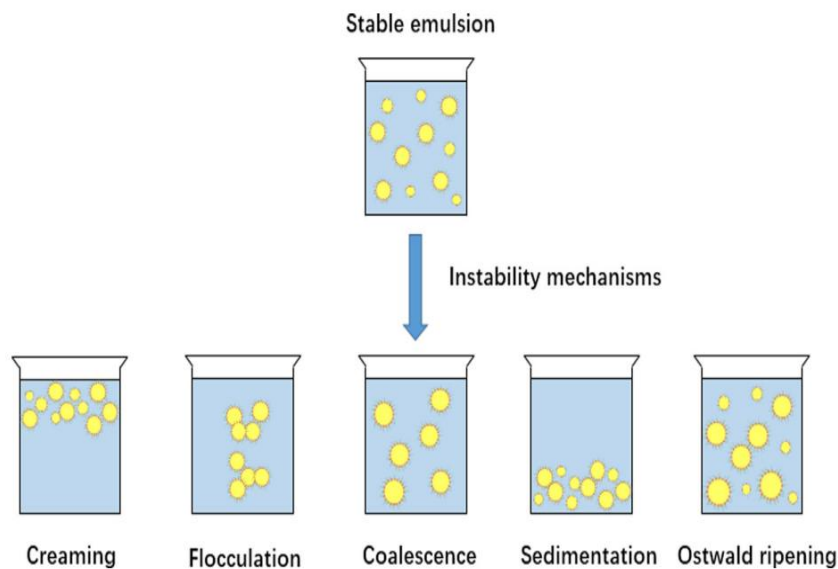 Stable emulsion
Instability mechanisms
Creaming
Flocculation
Coalescence
Sedimentation
Ostwald ripening